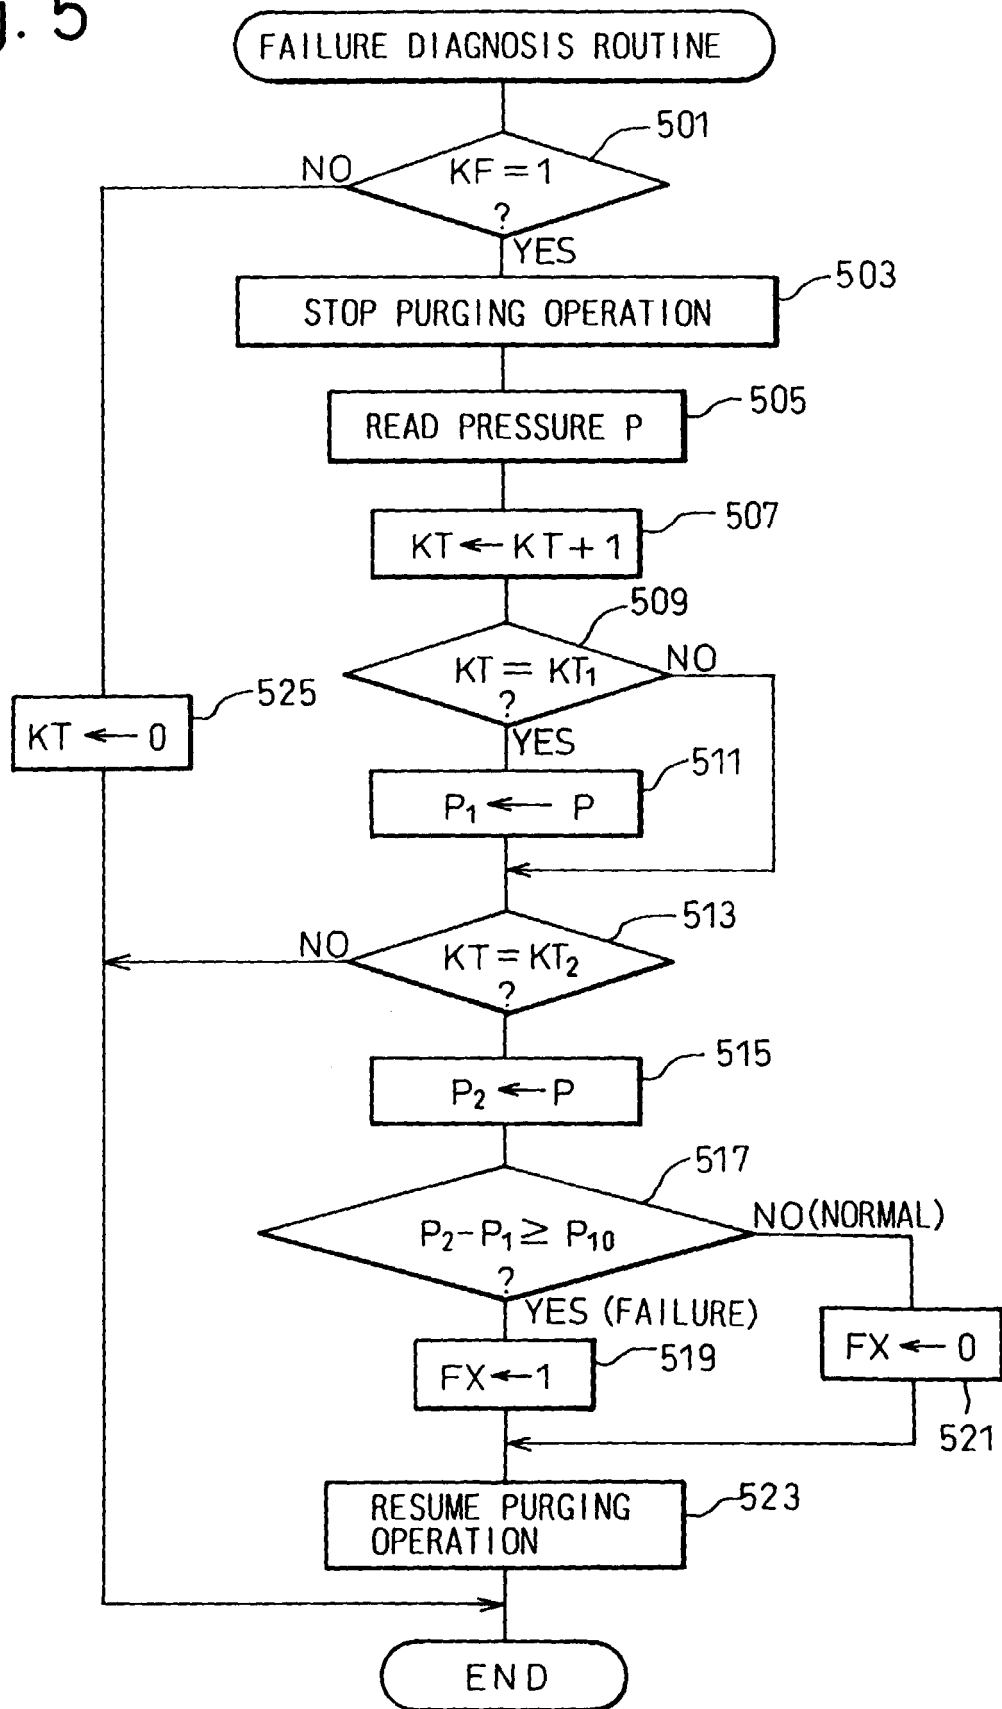 . 5
FAILURE DIAGNOSIS ROUTINE
501
NO
KF = 1
?
YES
503
STOP PURGING OPERATION
505
READ PRESSURE P
507
KT ← KT + 1
509
KT = KT₁
NO
?
525
YES
KT ← 0
511
P₁ ← P
513
NO
KT = KT₂
?
515
P₂ ← P
517
NO (NORMAL)
P₂ − P₁ ≥ P₁₀
?
YES (FAILURE)
FX ← 0
519
FX ← 1
521
523
RESUME PURGING
OPERATION
END